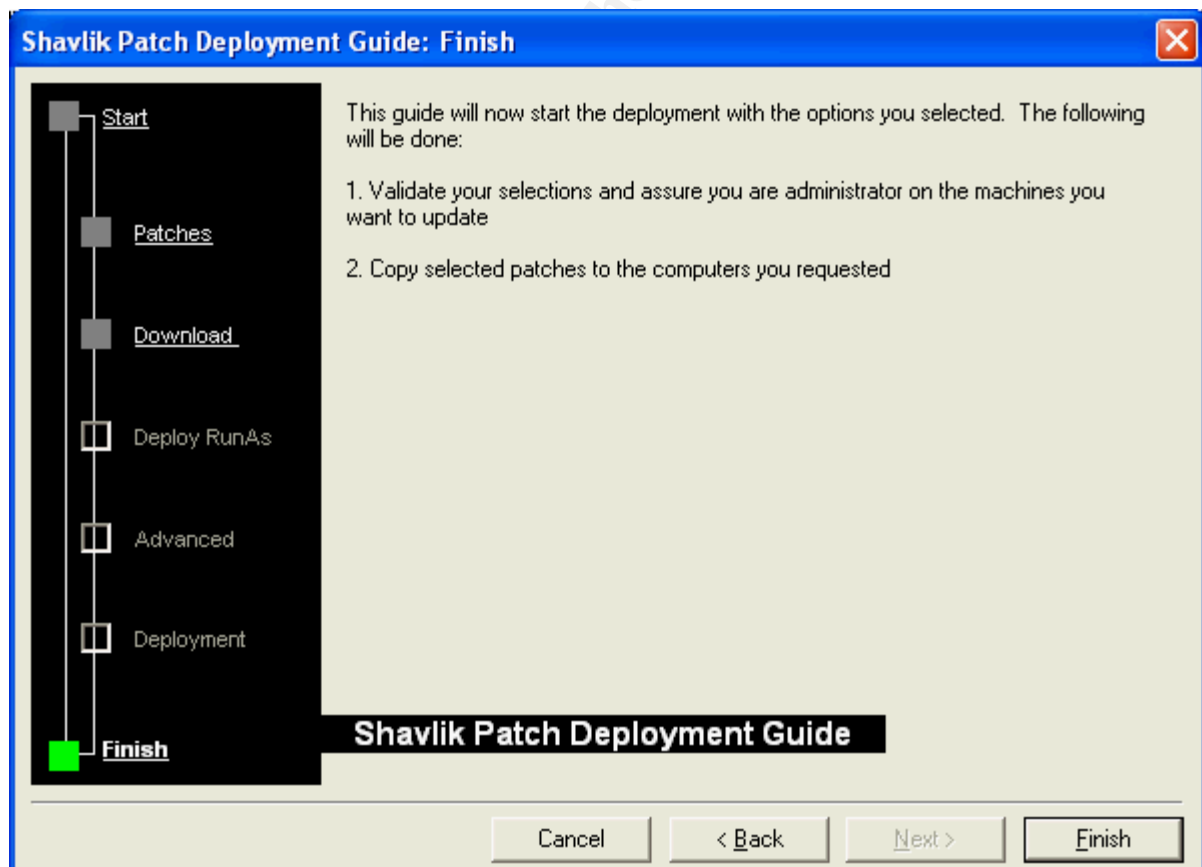 Shavlik Patch Deployment Guide: Finish
Start
Patches
Download
Deploy RunAs
Advanced
Deployment
Finish
This guide will now start the deployment with the options you selected.  The following
will be done:
1. Validate your selections and assure you are administrator on the machines you
want to update
2. Copy selected patches to the computers you requested
Shavlik Patch Deployment Guide
Cancel
< Back
Next >
Finish